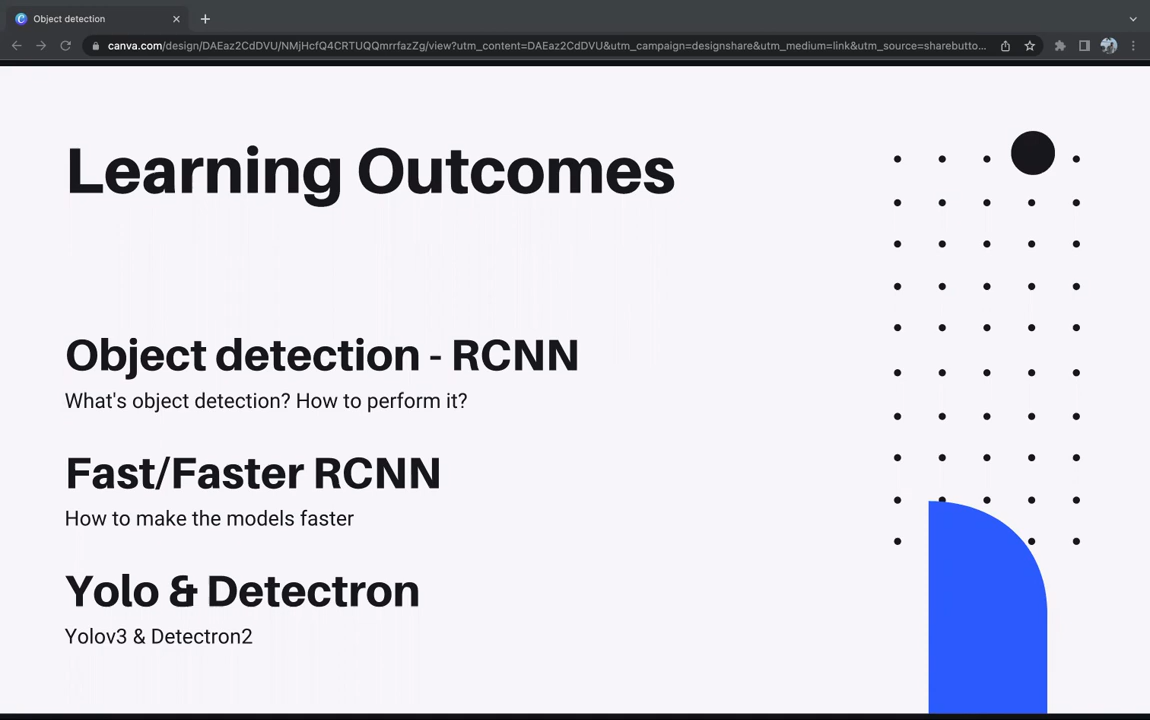 Object detection
canva.com/design/DAEaz2CdDVU/NMjHcfQ4CRTUQQmrrfazZg/view?utm_content=DAEaz2CdDVU&utm_campaign=designshare&utm_medium=link&utm_source=sharebutto...
Learning Outcomes
Object detection - RCNN
What's object detection? How to perform it?
Fast/Faster RCNN
How to make the models faster
Yolo & Detectron
Yolov3 & Detectron2